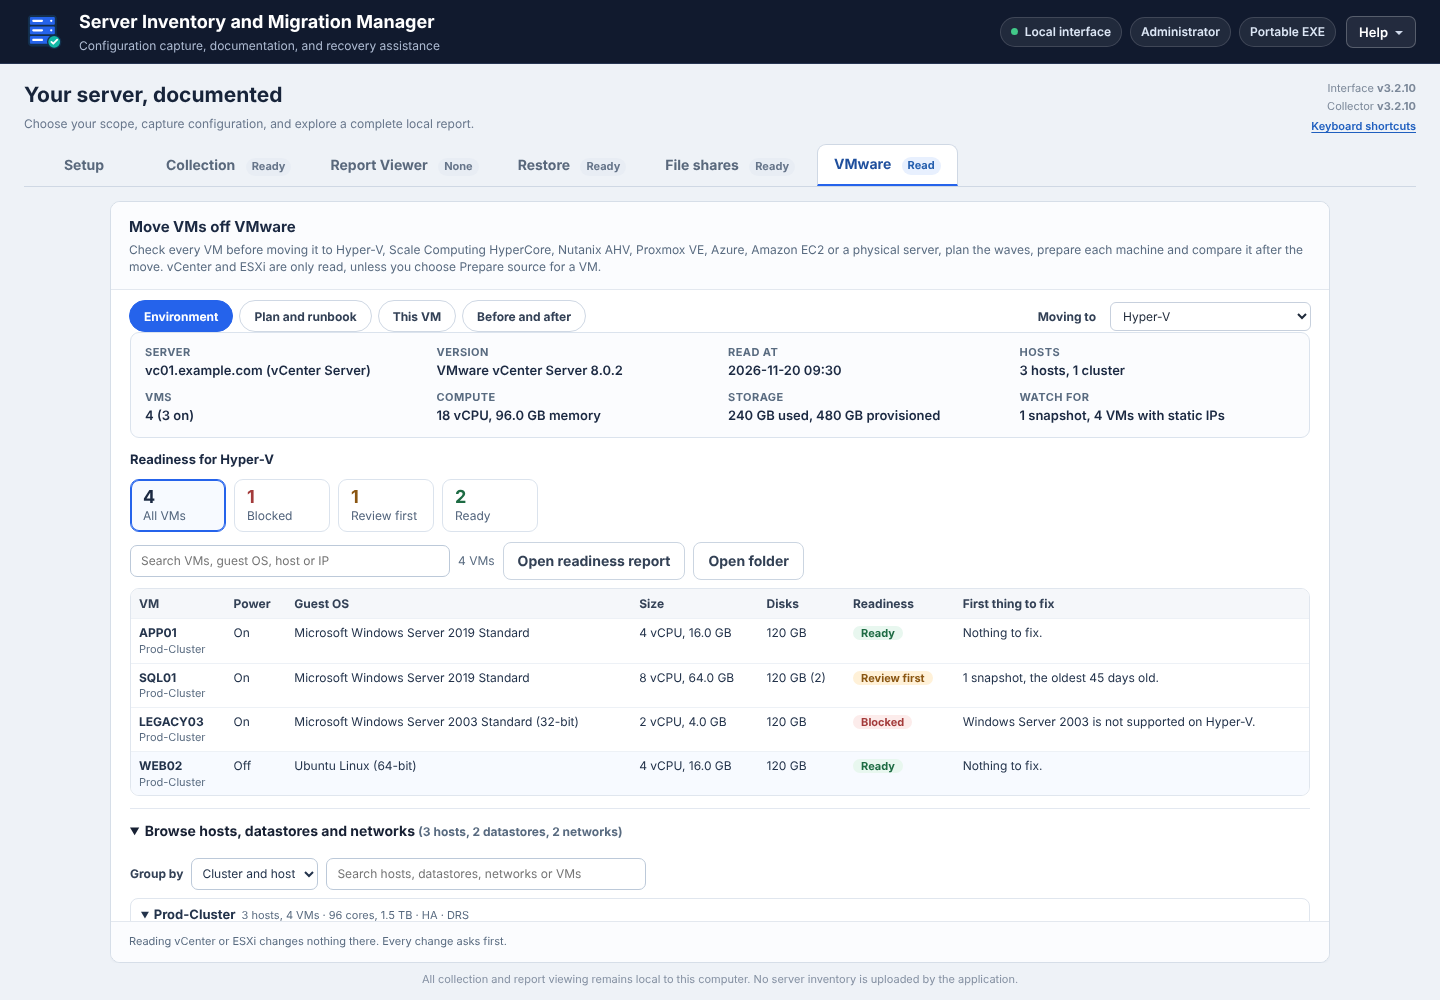 Server Inventory and Migration Manager
Configuration capture, documentation, and recovery assistance
Local interface
Administrator
Portable EXE
Help
Your server, documented
Choose your scope, capture configuration, and explore a complete local report.
Interface v3.2.10
Collector v3.2.10
Keyboard shortcuts
Setup
Collection Ready
Report Viewer None
Restore Ready
File shares Ready
VMware Read
Move VMs off VMware
Check every VM before moving it to Hyper-V, Scale Computing HyperCore, Nutanix AHV, Proxmox VE, Azure, Amazon EC2 or a physical server, plan the waves, prepare each machine and compare it after the
move. vCenter and ESXi are only read, unless you choose Prepare source for a VM.
Environment
Plan and runbook
This VM
Before and after
Moving to
Hyper-V
SERVER
vc01.example.com (vCenter Server)
VERSION
VMware vCenter Server 8.0.2
READ AT
2026-11-20 09:30
HOSTS
3 hosts, 1 cluster
VMS
4 (3 on)
COMPUTE
18 vCPU, 96.0 GB memory
STORAGE
240 GB used, 480 GB provisioned
WATCH FOR
1 snapshot, 4 VMs with static IPs
Readiness for Hyper-V
4
All VMs
1
Blocked
1
Review first
2
Ready
Search VMs, guest OS, host or IP
4 VMs
Open readiness report
Open folder
VM Power Guest OS Size Disks Readiness First thing to fix
APP01 On Microsoft Windows Server 2019 Standard 4 vCPU, 16.0 GB 120 GB Ready Nothing to fix.
Prod-Cluster
SQL01 On Microsoft Windows Server 2019 Standard 8 vCPU, 64.0 GB 120 GB (2) Review first 1 snapshot, the oldest 45 days old.
Prod-Cluster
LEGACY03 On Microsoft Windows Server 2003 Standard (32-bit) 2 vCPU, 4.0 GB 120 GB Blocked Windows Server 2003 is not supported on Hyper-V.
Prod-Cluster
WEB02 Off Ubuntu Linux (64-bit) 4 vCPU, 16.0 GB 120 GB Ready Nothing to fix.
Prod-Cluster
Browse hosts, datastores and networks (3 hosts, 2 datastores, 2 networks)
Group by
Cluster and host
Search hosts, datastores, networks or VMs
Prod-Cluster 3 hosts, 4 VMs · 96 cores, 1.5 TB · HA · DRS
Reading vCenter or ESXi changes nothing there. Every change asks first.
All collection and report viewing remains local to this computer. No server inventory is uploaded by the application.